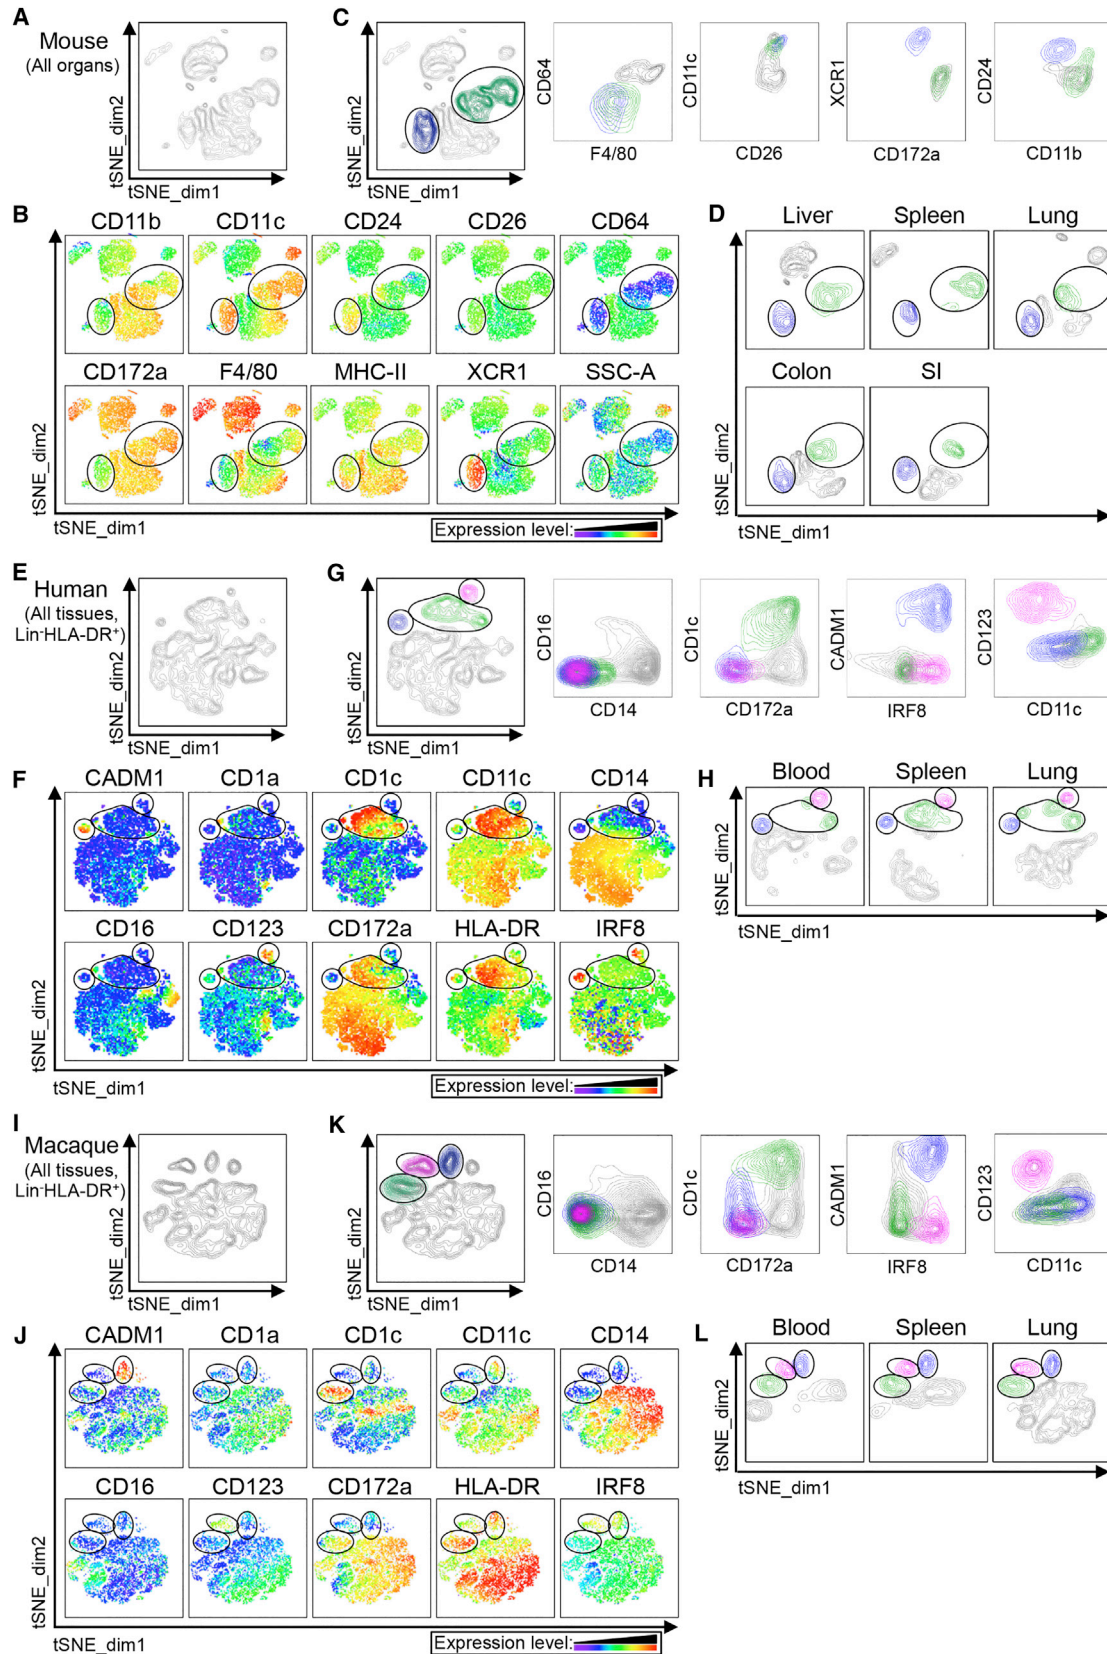 A
Mouse
(All organs)
tSNE_dim2
tSNE_dim1
C
tSNE_dim2
tSNE_dim1
CD64
F4/80
CD11c
CD26
XCR1
CD172a
CD24
CD11b
B
CD11b CD11c CD24 CD26 CD64
CD172a F4/80 MHC-II XCR1 SSC-A
tSNE_dim2
tSNE_dim1
Expression level:
D
Liver Spleen Lung
Colon SI
tSNE_dim2
tSNE_dim1
E
Human
(All tissues,
Lin-HLA-DR+)
tSNE_dim2
tSNE_dim1
G
tSNE_dim2
tSNE_dim1
CD16
CD14
CD1c
CD172a
CADM1
IRF8
CD123
CD11c
F
CADM1 CD1a CD1c CD11c CD14
CD16 CD123 CD172a HLA-DR IRF8
tSNE_dim2
tSNE_dim1
Expression level:
H
Blood Spleen Lung
tSNE_dim2
tSNE_dim1
I
Macaque
(All tissues,
Lin-HLA-DR+)
tSNE_dim2
tSNE_dim1
K
tSNE_dim2
tSNE_dim1
CD16
CD14
CD1c
CD172a
CADM1
IRF8
CD123
CD11c
J
CADM1 CD1a CD1c CD11c CD14
CD16 CD123 CD172a HLA-DR IRF8
tSNE_dim2
tSNE_dim1
Expression level:
L
Blood Spleen Lung
tSNE_dim2
tSNE_dim1